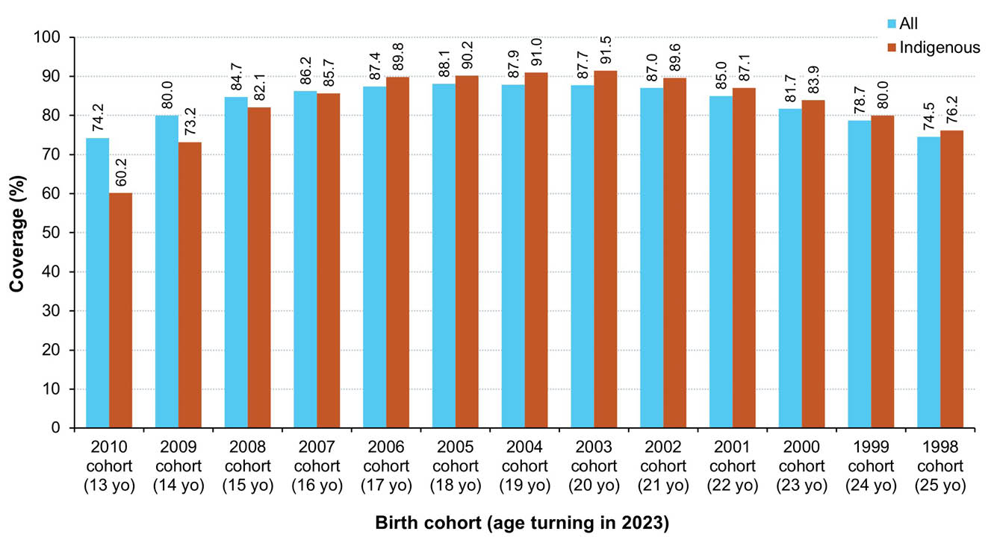 All
Indigenous
Coverage (%)
100
90
80
70
60
50
40
30
20
10
0
74.2
60.2
80.0
73.2
84.7
82.1
86.2
85.7
87.4
89.8
88.1
90.2
87.9
91.0
87.7
91.5
87.0
89.6
85.0
87.1
81.7
83.9
78.7
80.0
74.5
76.2
2010
cohort
(13 yo)
2009
cohort
(14 yo)
2008
cohort
(15 yo)
2007
cohort
(16 yo)
2006
cohort
(17 yo)
2005
cohort
(18 yo)
2004
cohort
(19 yo)
2003
cohort
(20 yo)
2002
cohort
(21 yo)
2001
cohort
(22 yo)
2000
cohort
(23 yo)
1999
cohort
(24 yo)
1998
cohort
(25 yo)
Birth cohort (age turning in 2023)